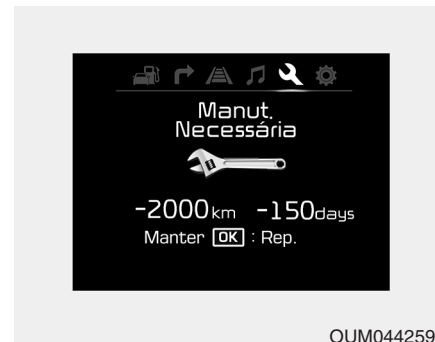 Manut.
Necessária
-2000km -150days
Manter OK : Rep.
OUM044259